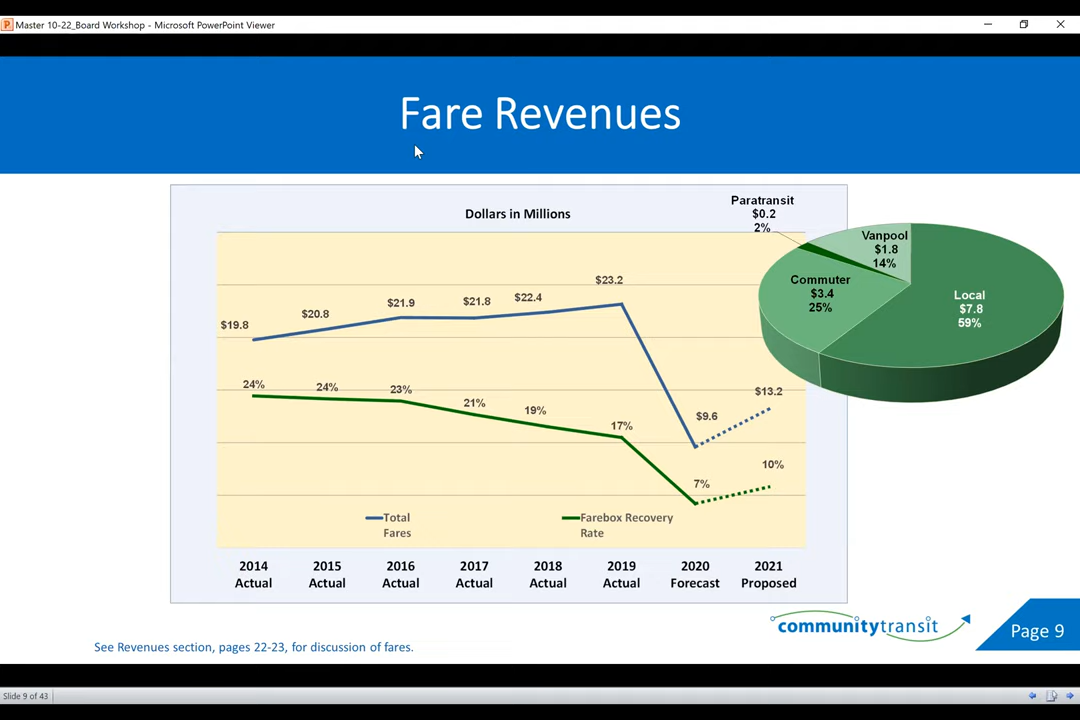 Master 10-22_Board Workshop - Microsoft PowerPoint Viewer
Fare Revenues
Dollars in Millions
$19.8
$20.8
$21.9
$21.8
$22.4
$23.2
$9.6
$13.2
24%
24%
23%
21%
19%
17%
7%
10%
Total
Fares
Farebox Recovery
Rate
2014
Actual
2015
Actual
2016
Actual
2017
Actual
2018
Actual
2019
Actual
2020
Forecast
2021
Proposed
Paratransit
$0.2
2%
Vanpool
$1.8
14%
Commuter
$3.4
25%
Local
$7.8
59%
See Revenues section, pages 22-23, for discussion of fares.
communitytransit
Page 9
Slide 9 of 43